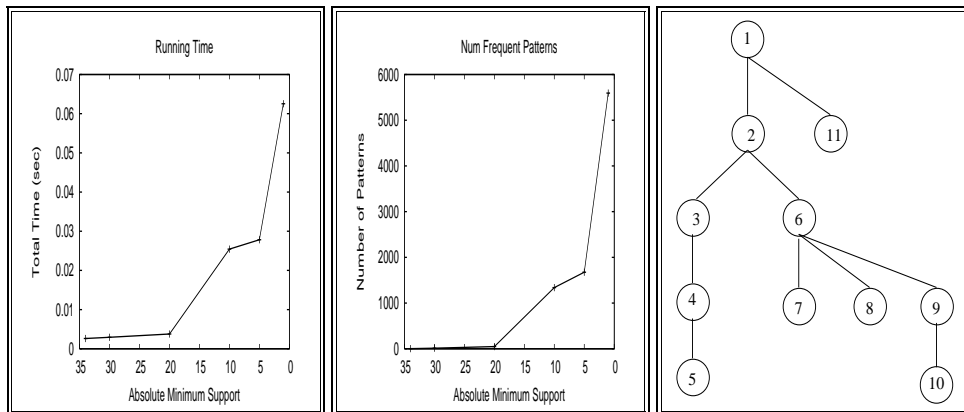 Running Time
Total Time (sec)
0.07
0.06
0.05
0.04
0.03
0.02
0.01
0
35 30 25 20 15 10 5 0
Absolute Minimum Support
Num Frequent Patterns
Number of Patterns
6000
5000
4000
3000
2000
1000
0
35 30 25 20 15 10 5 0
Absolute Minimum Support
1
2 11
3 6
4 7 8 9
5 10